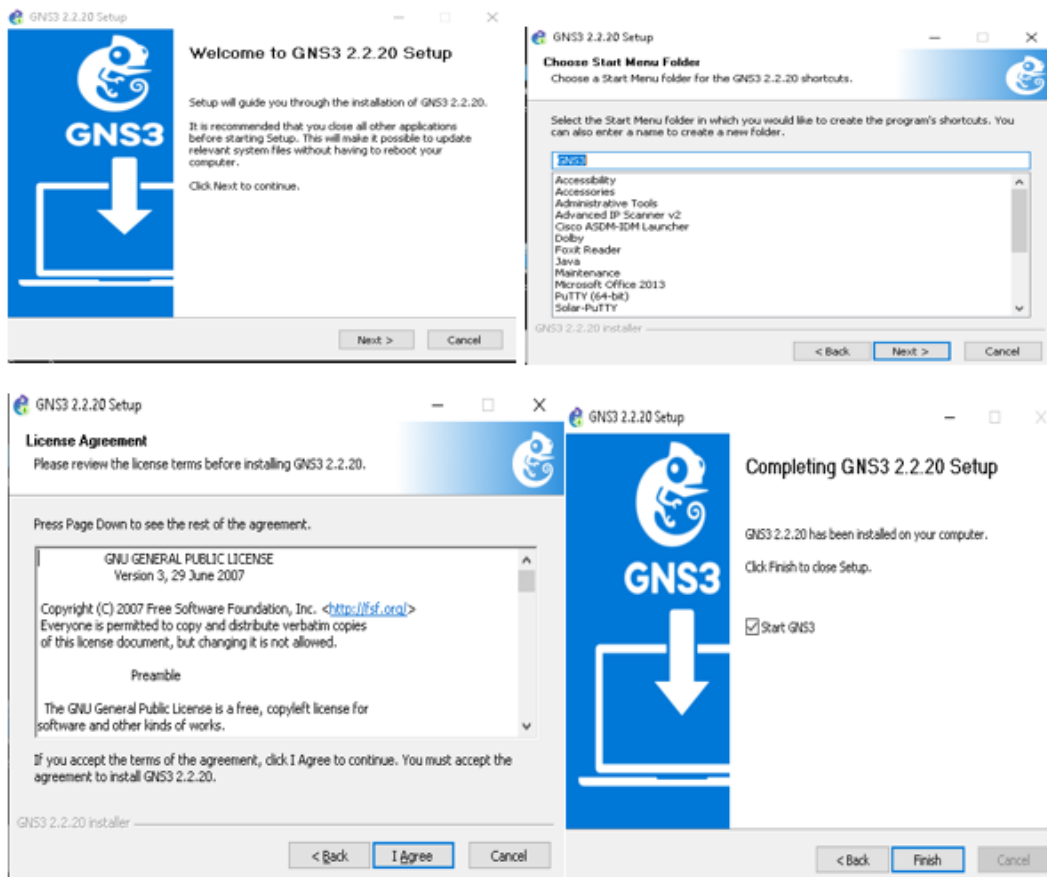 GNS3 2.2.20 Setup
Welcome to GNS3 2.2.20 Setup
Setup will guide you through the installation of GNS3 2.2.20.
It is recommended that you close all other applications
before starting Setup. This will make it possible to update
relevant system files without having to reboot your
computer.
Click Next to continue.
GNS3
Next >
Cancel
GNS3 2.2.20 Setup
Choose Start Menu Folder
Choose a Start Menu folder for the GNS3 2.2.20 shortcuts.
Select the Start Menu folder in which you would like to create the program's shortcuts. You
can also enter a name to create a new folder.
GNS3
Accessibility
Accessories
Administrative Tools
Advanced IP Scanner v2
Cisco ASDM-IDM Launcher
Dolby
Foxit Reader
Java
Maintenance
Microsoft Office 2013
PuTTY (64-bit)
Solar-PuTTY
GNS3 2.2.20 installer
< Back
Next >
Cancel
GNS3 2.2.20 Setup
License Agreement
Please review the license terms before installing GNS3 2.2.20.
Press Page Down to see the rest of the agreement.
GNU GENERAL PUBLIC LICENSE
Version 3, 29 June 2007
Copyright (C) 2007 Free Software Foundation, Inc. <http://fsf.org/>
Everyone is permitted to copy and distribute verbatim copies
of this license document, but changing it is not allowed.
Preamble
The GNU General Public License is a free, copyleft license for
software and other kinds of works.
If you accept the terms of the agreement, click I Agree to continue. You must accept the
agreement to install GNS3 2.2.20.
GNS3 2.2.20 installer
< Back
I Agree
Cancel
GNS3 2.2.20 Setup
Completing GNS3 2.2.20 Setup
GNS3 2.2.20 has been installed on your computer.
Click Finish to close Setup.
GNS3
Start GNS3
< Back
Finish
Cancel